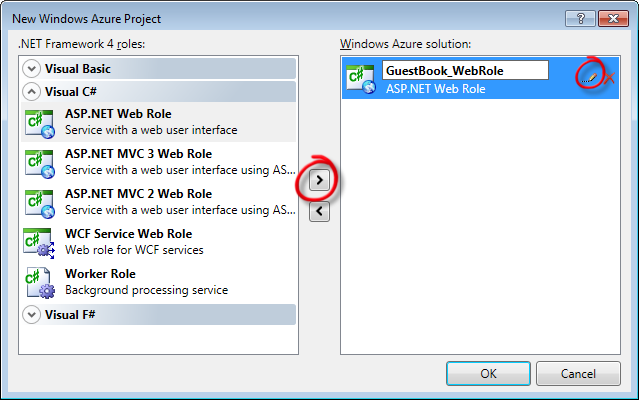 New Windows Azure Project
.NET Framework 4 roles:
Visual Basic
Visual C#
C# ASP.NET Web Role
Service with a web user interface
C# ASP.NET MVC 3 Web Role
Service with a web user interface using AS...
C# ASP.NET MVC 2 Web Role
Service with a web user interface using AS...
C# WCF Service Web Role
Web role for WCF services
C# Worker Role
Background processing service
Visual F#
>
<
Windows Azure solution:
C# GuestBook_WebRole
ASP.NET Web Role
OK Cancel